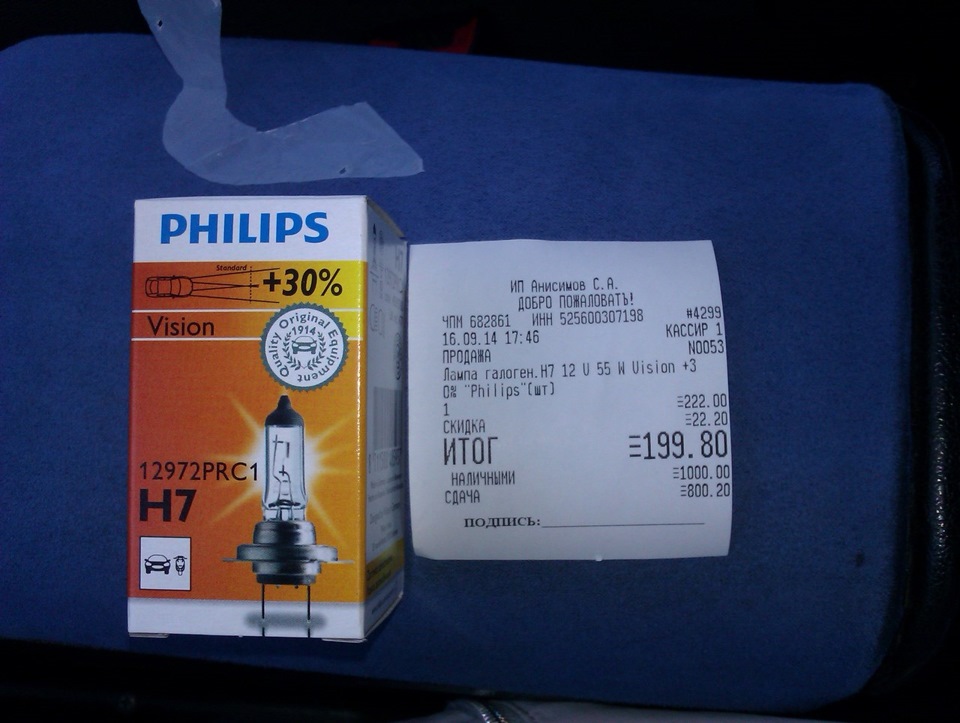 PHILIPS
Standard
+30%
Vision
Quality Original Equipment
1914
12972PRC1
H7
ИП Анисимов С.А.
ДОБРО ПОЖАЛОВАТЬ!
ЧПМ 682861 ИНН 525600307198 #4299
16.09.14 17:46 КАССИР 1
ПРОДАЖА N0053
Лампа галоген.H7 12 U 55 W Vision +3
0% "Philips"(шт)
1 ≡222.00
СКИДКА ≡22.20
ИТОГ ≡199.80
НАЛИЧНЫМИ ≡1000.00
СДАЧА ≡800.20
ПОДПИСЬ: